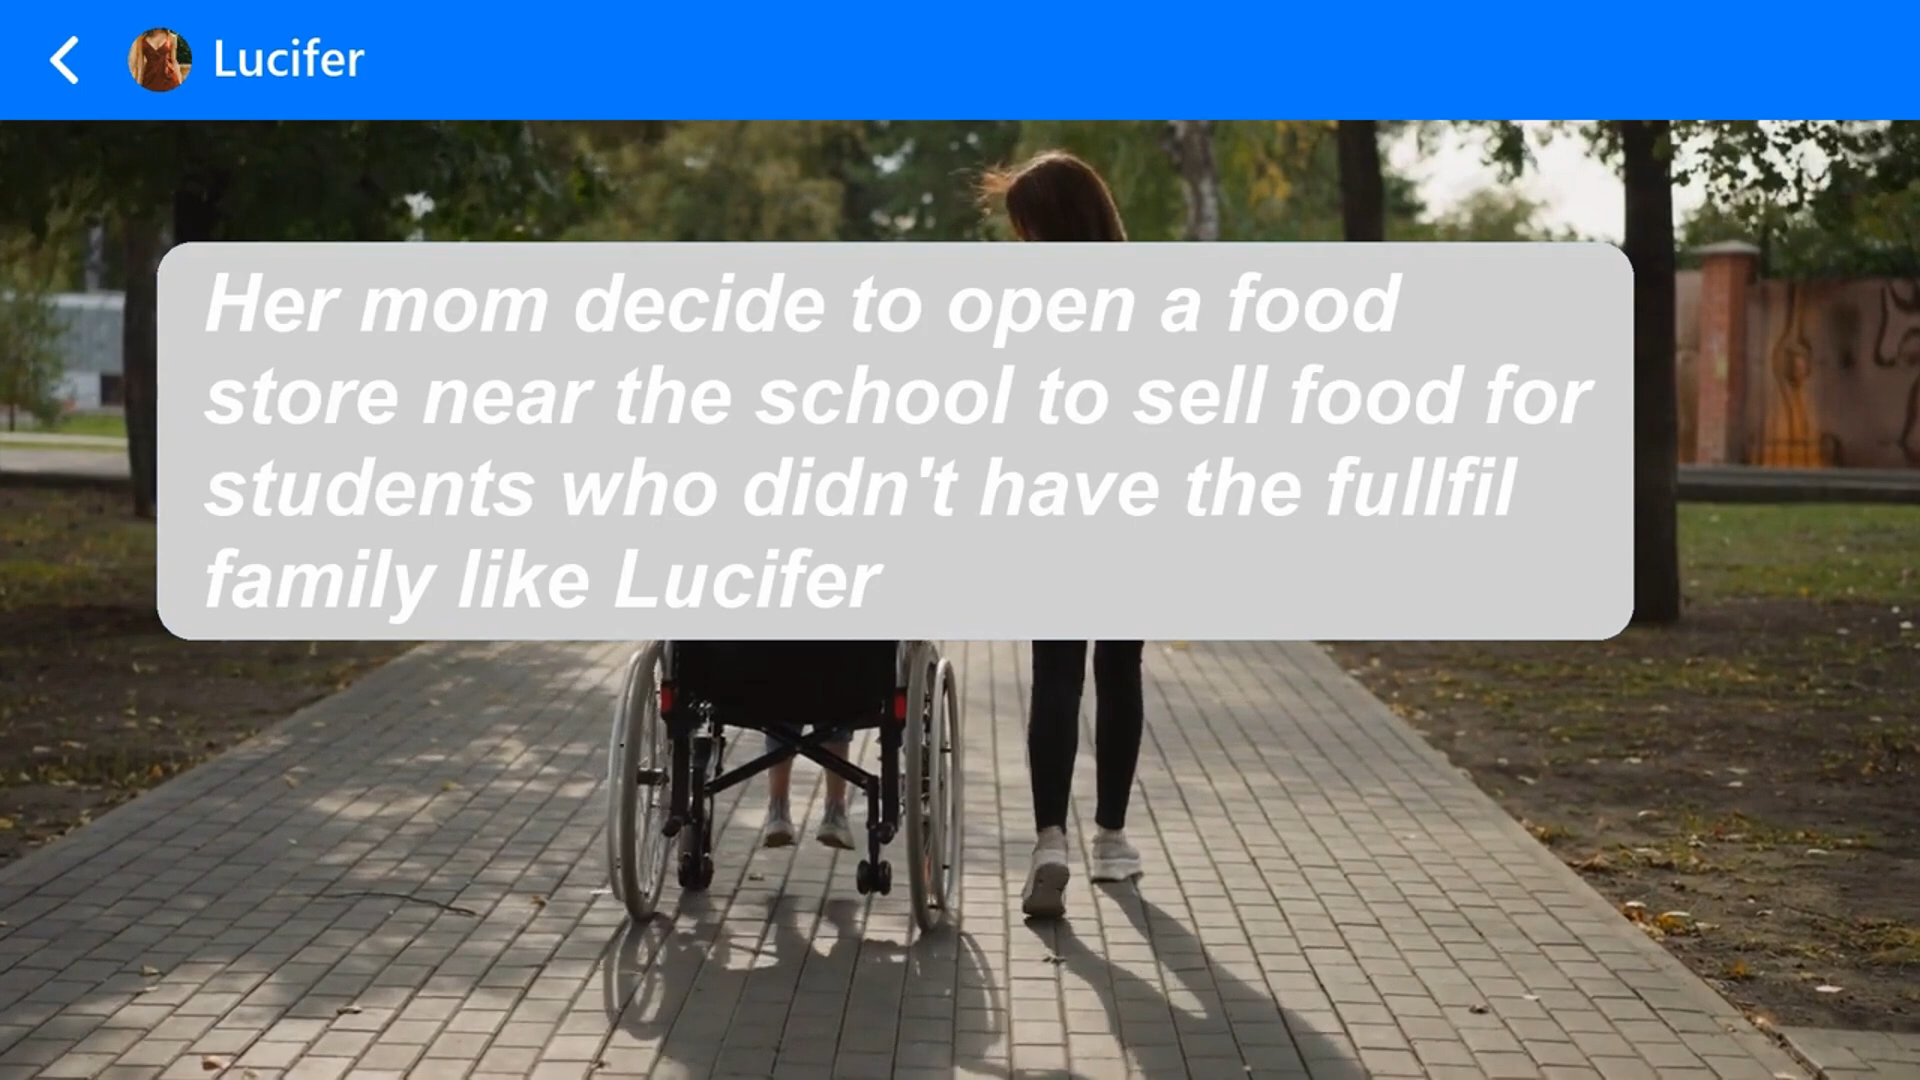 Lucifer
Her mom decide to open a food
store near the school to sell food for
students who didn't have the fullfil
family like Lucifer